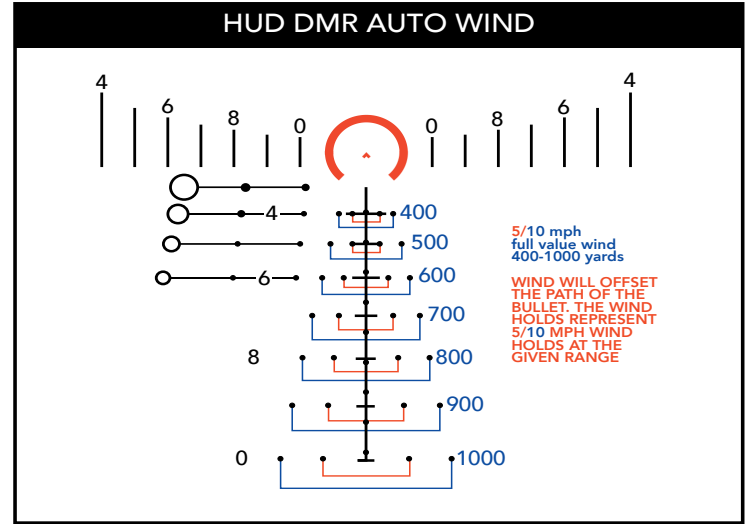 HUD DMR AUTO WIND
4 6 8 0 0 8 6 4
4 400
500
6 600
700
8 800
900
0 1000
5/10 mph
full value wind
400-1000 yards
WIND WILL OFFSET
THE PATH OF THE
BULLET. THE WIND
HOLDS REPRESENT
5/10 MPH WIND
HOLDS AT THE
GIVEN RANGE